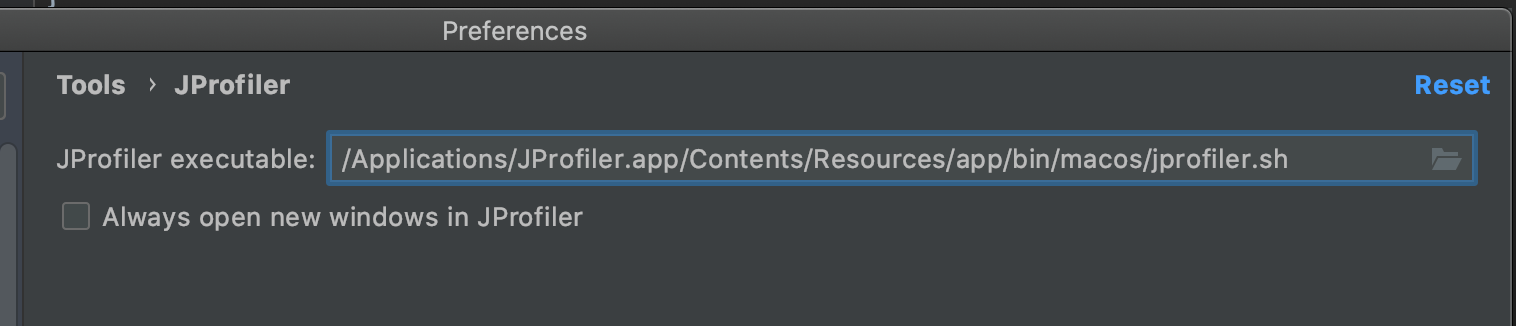 Preferences
Tools › JProfiler Reset
JProfiler executable: /Applications/JProfiler.app/Contents/Resources/app/bin/macos/jprofiler.sh
Always open new windows in JProfiler